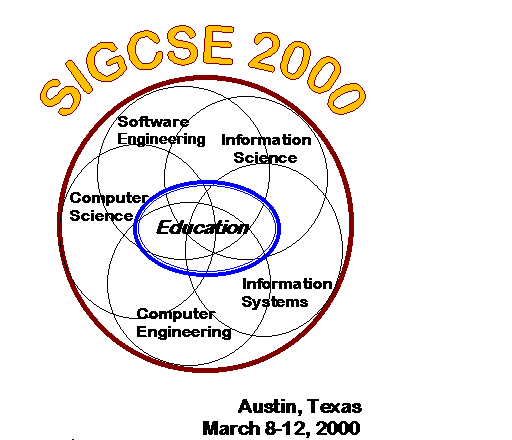 SIGCSE 2000
Software
Engineering
Information
Science
Computer
Science
Education
Information
Systems
Computer
Engineering
Austin, Texas
March 8-12, 2000